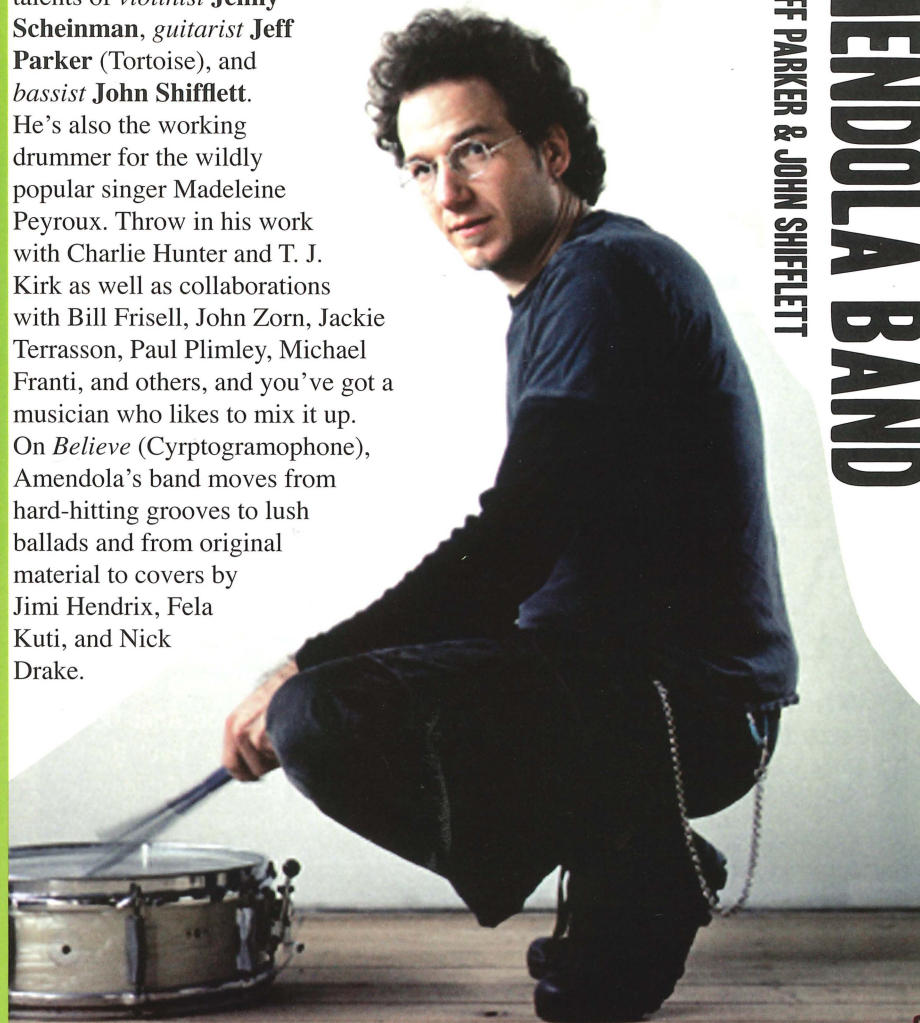 talents of violinist Jenny
Scheinman, guitarist Jeff
Parker (Tortoise), and
bassist John Shifflett.
He's also the working
drummer for the wildly
popular singer Madeleine
Peyroux. Throw in his work
with Charlie Hunter and T. J.
Kirk as well as collaborations
with Bill Frisell, John Zorn, Jackie
Terrasson, Paul Plimley, Michael
Franti, and others, and you've got a
musician who likes to mix it up.
On Believe (Cyrptogramophone),
Amendola's band moves from
hard-hitting grooves to lush
ballads and from original
material to covers by
Jimi Hendrix, Fela
Kuti, and Nick
Drake.
ENDOLA BAND
FF PARKER & JOHN SHIFFLETT